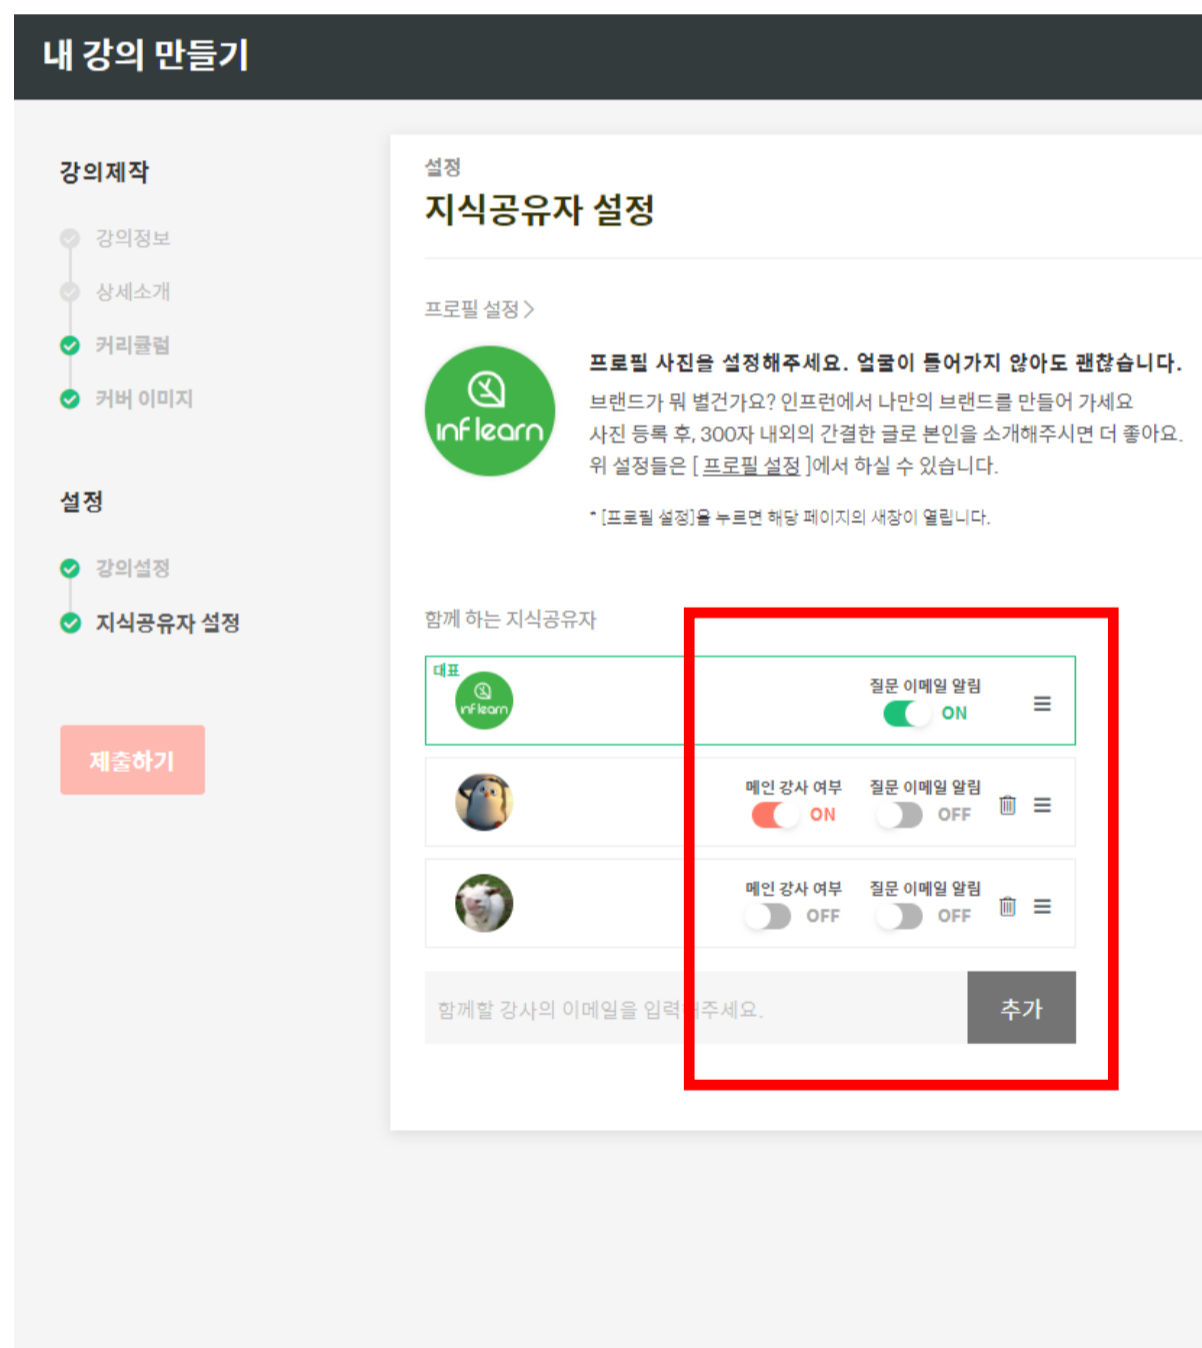 내 강의 만들기
강의제작
강의정보
상세소개
커리큘럼
커버 이미지
설정
강의설정
지식공유자 설정
제출하기
설정
지식공유자 설정
프로필 설정 >
inflearn
프로필 사진을 설정해주세요. 얼굴이 들어가지 않아도 괜찮습니다.
브랜드가 뭐 별건가요? 인프런에서 나만의 브랜드를 만들어 가세요
사진 등록 후, 300자 내외의 간결한 글로 본인을 소개해주시면 더 좋아요.
위 설정들은 [ 프로필 설정 ]에서 하실 수 있습니다.
* [프로필 설정]을 누르면 해당 페이지의 새창이 열립니다.
함께 하는 지식공유자
대표
inflearn
질문 이메일 알림
ON
메인 강사 여부 질문 이메일 알림
ON OFF
메인 강사 여부 질문 이메일 알림
OFF OFF
함께할 강사의 이메일을 입력해주세요. 추가